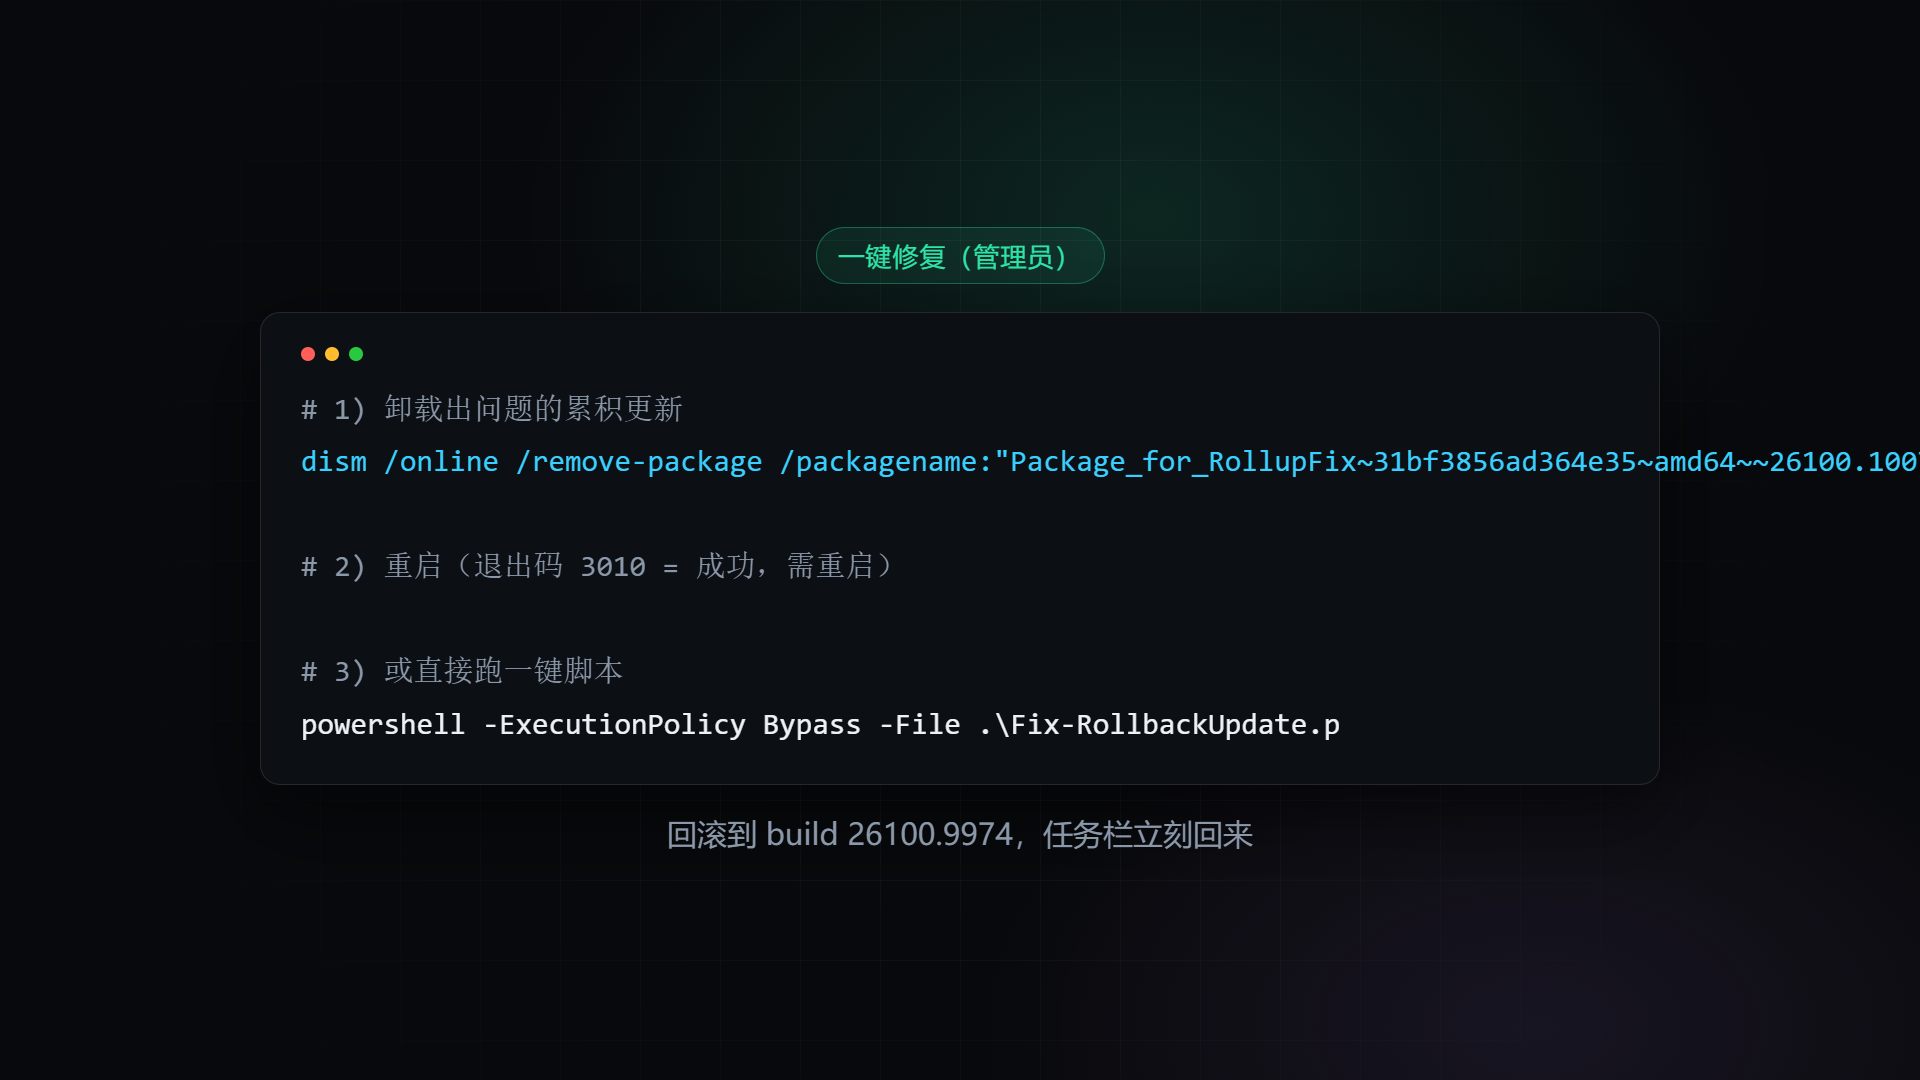 一键修复（管理员）
# 1) 卸载出问题的累积更新
dism /online /remove-package /packagename:"Package_for_RollupFix~31bf3856ad364e35~amd64~~26100.100
# 2) 重启（退出码 3010 = 成功，需重启）
# 3) 或直接跑一键脚本
powershell -ExecutionPolicy Bypass -File .\Fix-RollbackUpdate.p
回滚到 build 26100.9974，任务栏立刻回来